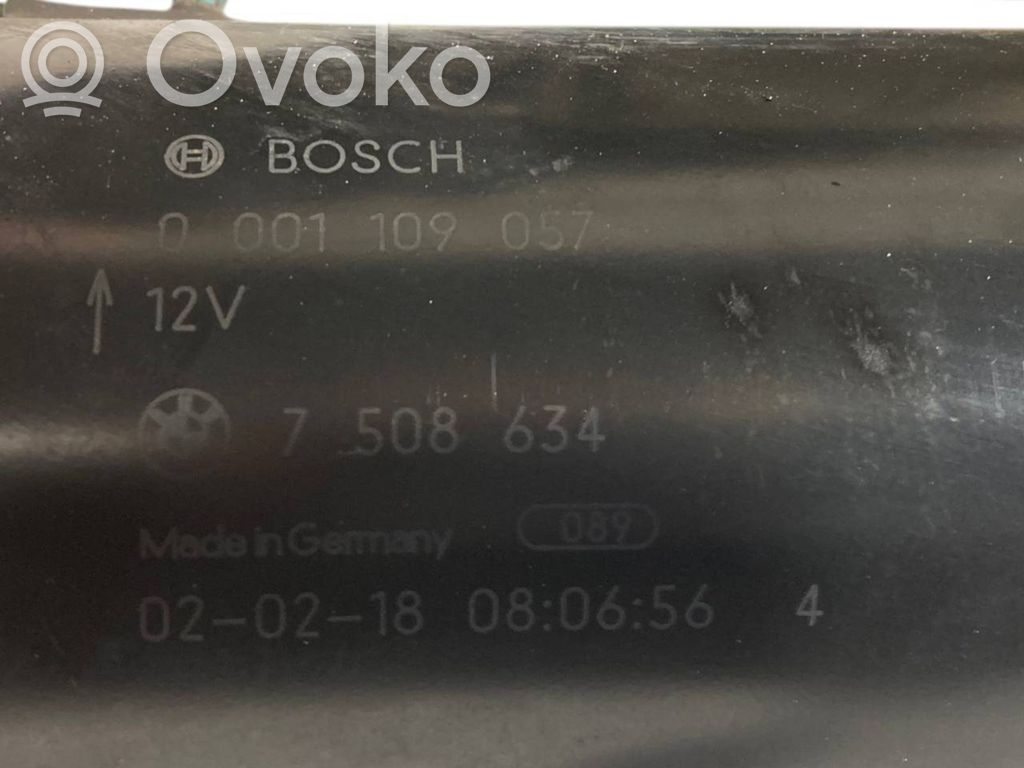 Ovoko
BOSCH
0 001 109 057
12V
7 508 634
Made in Germany 089
02-02-18 08:06:56 4